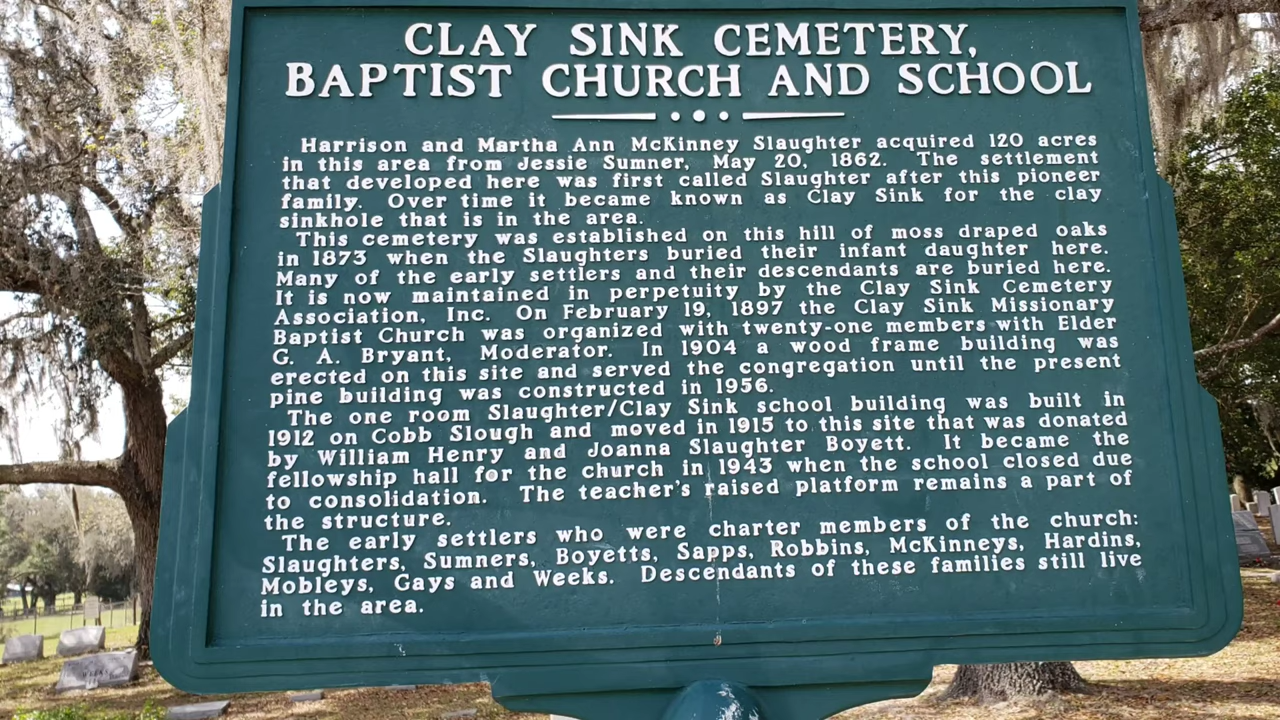 CLAY SINK CEMETERY,
BAPTIST CHURCH AND SCHOOL
Harrison and Martha Ann McKinney Slaughter acquired 120 acres
in this area from Jessie Sumner, May 20, 1862. The settlement
that developed here was first called Slaughter after this pioneer
family. Over time it became known as Clay Sink for the clay
sinkhole that is in the area.
This cemetery was established on this hill of moss draped oaks
in 1873 when the Slaughters buried their infant daughter here.
Many of the early settlers and their descendants are buried here.
It is now maintained in perpetuity by the Clay Sink Cemetery
Association, Inc. On February 19, 1897 the Clay Sink Missionary
Baptist Church was organized with twenty-one members with Elder
G. A. Bryant, Moderator. In 1904 a wood frame building was
erected on this site and served the congregation until the present
pine building was constructed in 1956.
The one room Slaughter/Clay Sink school building was built in
1912 on Cobb Slough and moved in 1915 to this site that was donated
by William Henry and Joanna Slaughter Boyett. It became the
fellowship hall for the church in 1943 when the school closed due
to consolidation. The teacher's raised platform remains a part of
the structure.
The early settlers who were charter members of the church:
Slaughters, Sumners, Boyetts, Sapps, Robbins, McKinneys, Hardins,
Mobleys, Gays and Weeks. Descendants of these families still live
in the area.